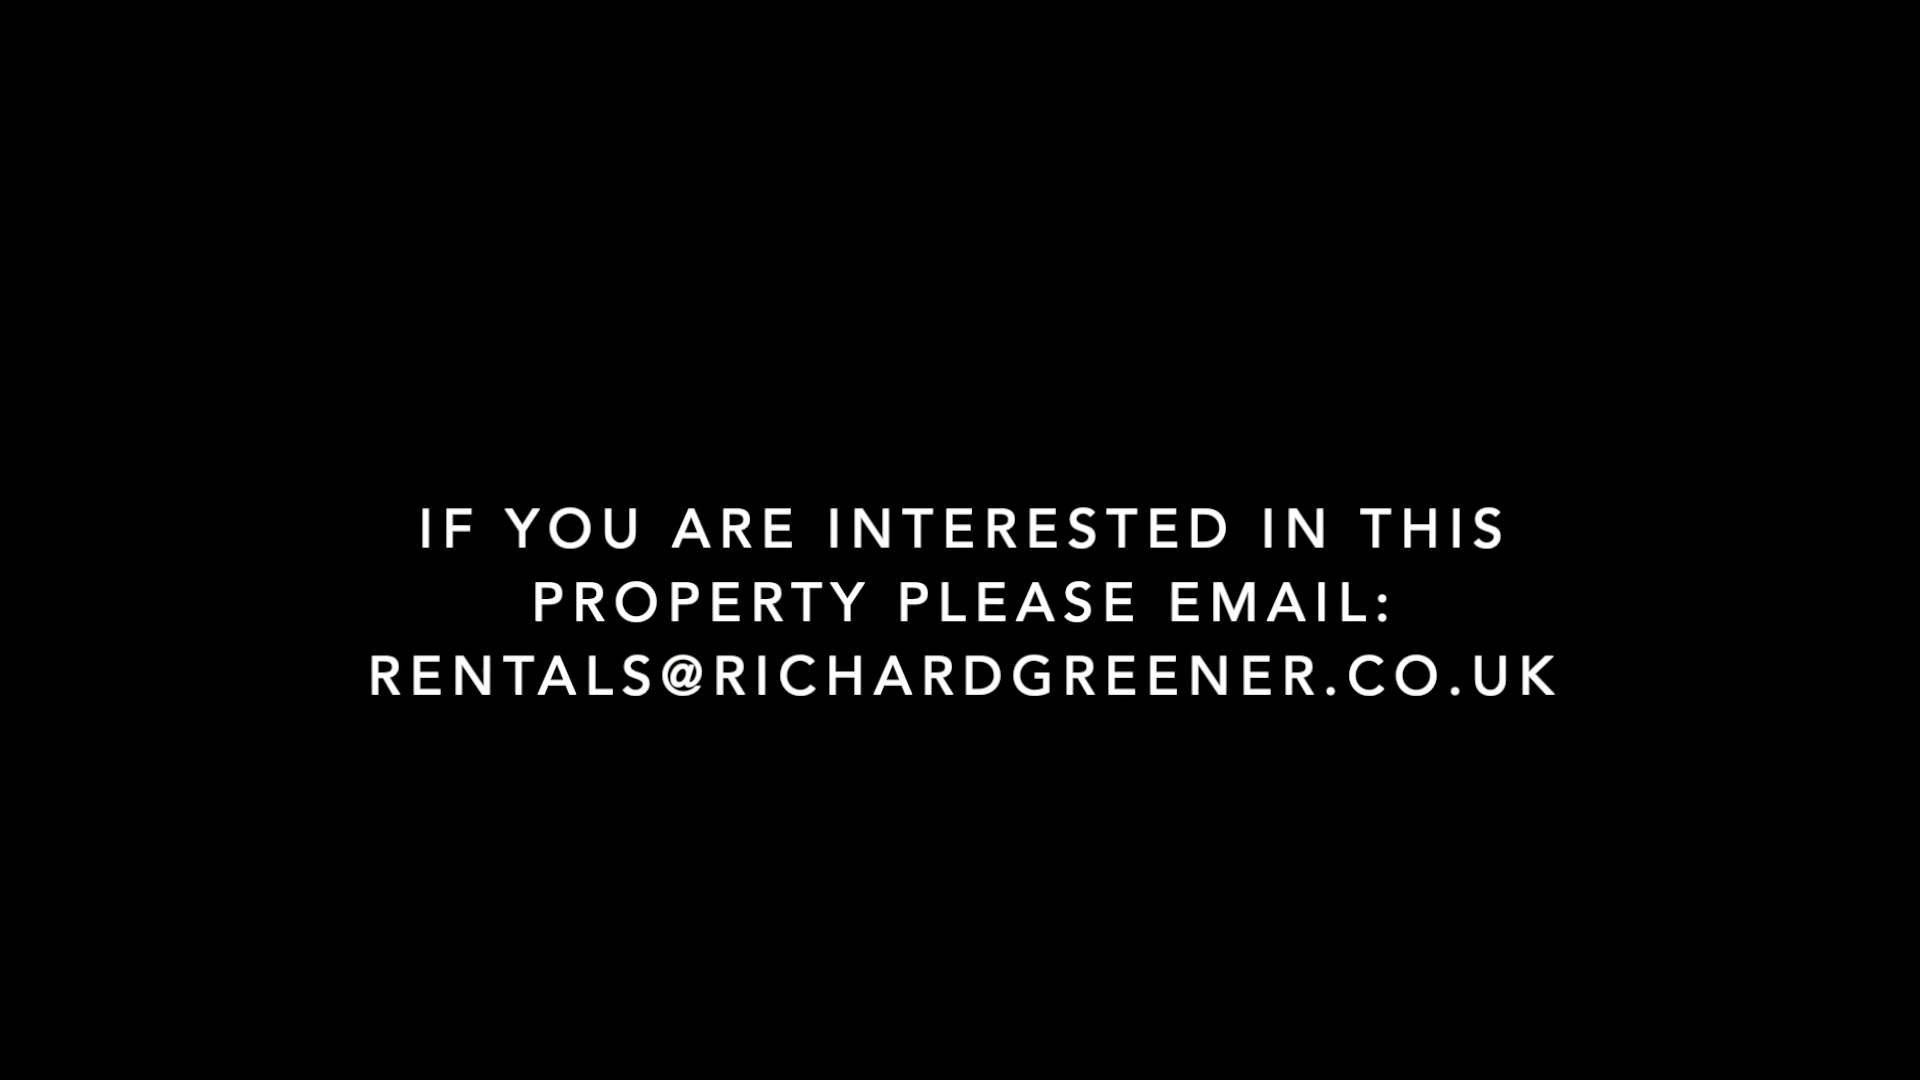 IF YOU ARE INTERESTED IN THIS
PROPERTY PLEASE EMAIL:
RENTALS@RICHARDGREENER.CO.UK